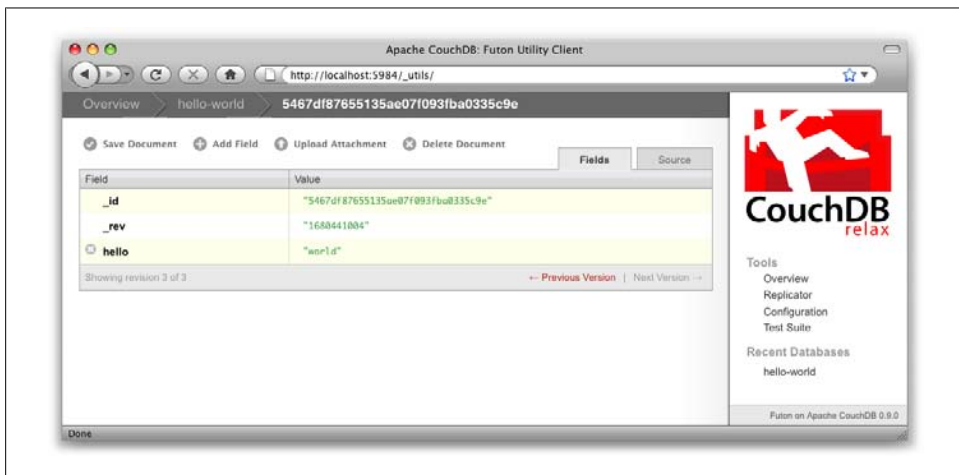 Apache CouchDB: Futon Utility Client
http://localhost:5984/_utils/
Overview hello-world 5467df87655135ae07f093fba0335c9e
Save Document Add Field Upload Attachment Delete Document
Fields Source
Field Value
_id "5467df87655135ae07f093fba0335c9e"
_rev "1680441004"
hello "world"
Showing revision 3 of 3 ← Previous Version | Next Version →
CouchDB
relax
Tools
Overview
Replicator
Configuration
Test Suite
Recent Databases
hello-world
Futon on Apache CouchDB 0.9.0
Done